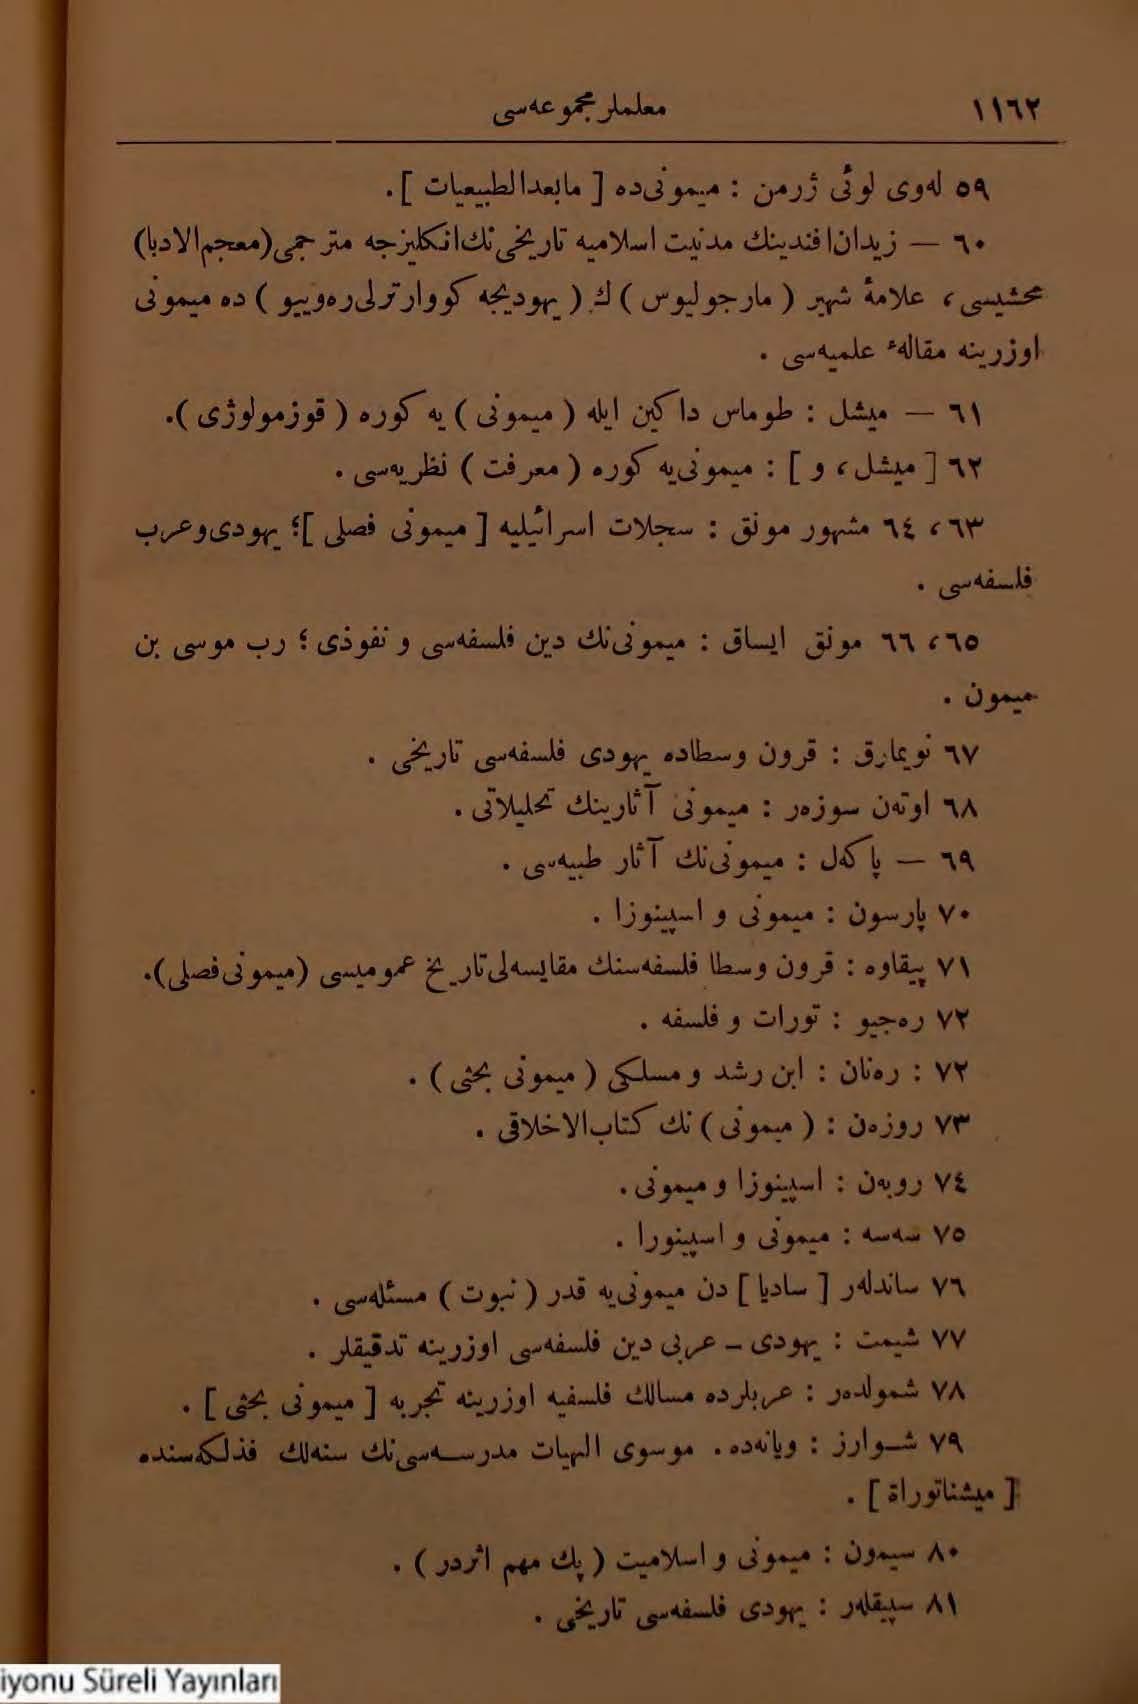 ١١٦٢
معلملر مجموعه‌سی
٥٩ له‌وی لوئی ژرمن : میمونی‌ده [ مابعدالطبیعیات ] .
٦٠ — زیدان افندینك مدنیت اسلامیه تاریخی‌نك انكلیزجه مترجمی (معجم‌الادبا)
محشیسی، علامهٔ شهیر ( مارجولیوس ) ك ( یهودیجه كووارترلی ره‌وییو ) ده میمونی
اوزرینه مقالهٔ علمیه‌سی .
٦١ — میشل : طوماس داكین ایله ( میمونی ) یه كوره ( قوزمولوژی ).
٦٢ [ میشل، و ] : میمونی‌یه كوره ( معرفت ) نظریه‌سی .
٦٣، ٦٤ مشهور مونق : سجلات اسرائیلیه [ میمونی فصلی ]؛ یهودی‌وعرب
فلسفه‌سی .
٦٥، ٦٦ مونق ایساق : میمونی‌نك دین فلسفه‌سی و نفوذی ؛ رب موسی بن
میمون .
٦٧ نویمارق : قرون وسطاده یهودی فلسفه‌سی تاریخی .
٦٨ اوته‌ن سوزه‌ر : میمونی آثارینك تحلیلاتی .
٦٩ — پاكه‌ل : میمونی‌نك آثار طبیه‌سی .
٧٠ پارسون : میمونی و اسپینوزا .
٧١ پیقاوه : قرون وسطا فلسفه‌سنك مقایسه‌لی تاریخ عمومیسی (میمونی فصلی).
٧٢ ره‌جیو : تورات و فلسفه .
٧٢ : ره‌نان : ابن رشد و مسلكی ( میمونی بحثی ) .
٧٣ روزه‌ن : ( میمونی ) نك كتاب‌الاخلاقی .
٧٤ روبه‌ن : اسپینوزا و میمونی .
٧٥ سه‌سه : میمونی و اسپینورا .
٧٦ ساندله‌ر [ سادیا ] دن میمونی‌یه قدر ( نبوت ) مسئله‌سی .
٧٧ شیمت : یهودی ـ عربی دین فلسفه‌سی اوزرینه تدقیقلر .
٧٨ شمولده‌ر : عربلرده مسالك فلسفیه اوزرینه تجربه [ میمونی بحثی ] .
٧٩ شـوارز : ویانه‌ده . موسوی الهیات مدرسـه‌سی‌نك سنه‌لك فذلكه‌سنده
[ میشناتوراة ] .
٨٠ سیمون : میمونی و اسلامیت ( پك مهم اثردر ) .
٨١ سپیقله‌ر : یهودی فلسفه‌سی تاریخی .
iyonu Süreli Yayınları